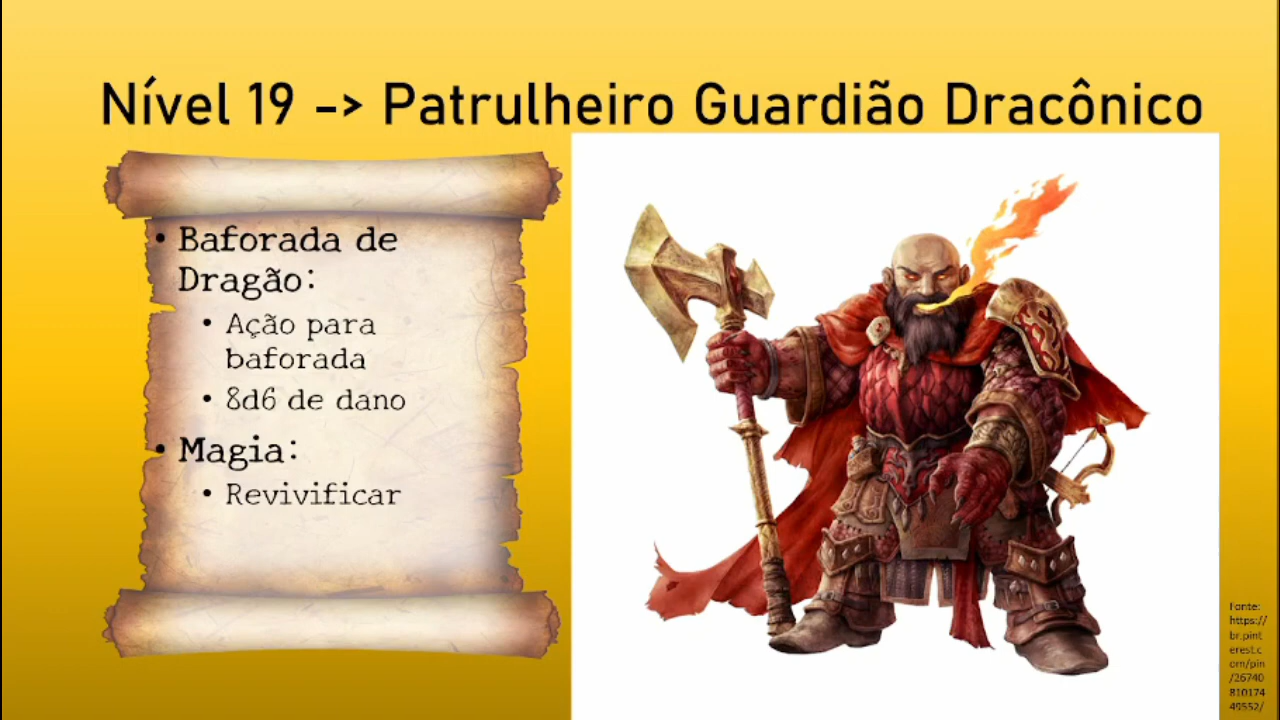 Nível 19 -> Patrulheiro Guardião Dracônico
• Baforada de
Dragão:
• Ação para
baforada
• 8d6 de dano
• Magia:
• Revivificar
Fonte:
https://
br.pint
erest.c
om/pin
/26740
810174
49552/